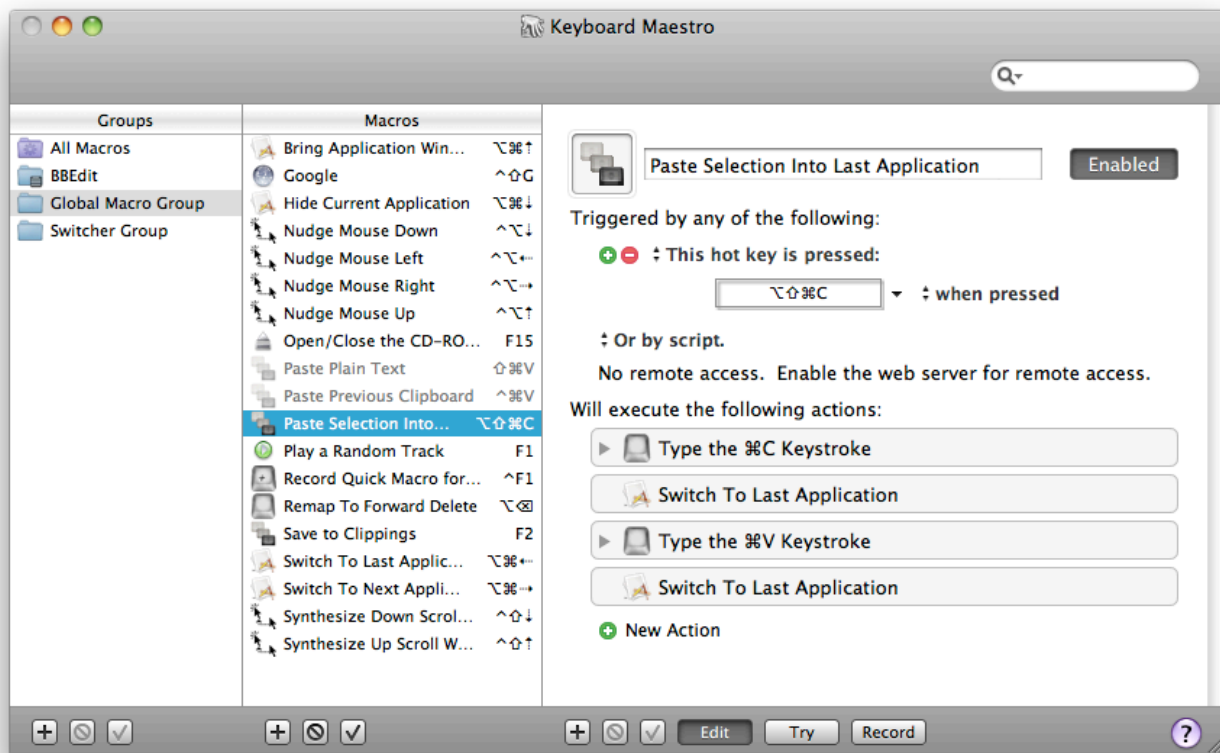 Keyboard Maestro
Groups
All Macros
BBEdit
Global Macro Group
Switcher Group
Macros
Bring Application Win... ⌥⌘↑
Google ^⇧G
Hide Current Application ⌥⌘↓
Nudge Mouse Down ^⌥↓
Nudge Mouse Left ^⌥←
Nudge Mouse Right ^⌥→
Nudge Mouse Up ^⌥↑
Open/Close the CD-RO... F15
Paste Plain Text ⇧⌘V
Paste Previous Clipboard ^⌘V
Paste Selection Into... ⌥⇧⌘C
Play a Random Track F1
Record Quick Macro for... ^F1
Remap To Forward Delete ⌥⌫
Save to Clippings F2
Switch To Last Applic... ⌥⌘←
Switch To Next Appli... ⌥⌘→
Synthesize Down Scrol... ^⇧↓
Synthesize Up Scroll W... ^⇧↑
Paste Selection Into Last Application
Enabled
Triggered by any of the following:
This hot key is pressed:
⌥⇧⌘C when pressed
Or by script.
No remote access. Enable the web server for remote access.
Will execute the following actions:
Type the ⌘C Keystroke
Switch To Last Application
Type the ⌘V Keystroke
Switch To Last Application
New Action
Edit Try Record ?